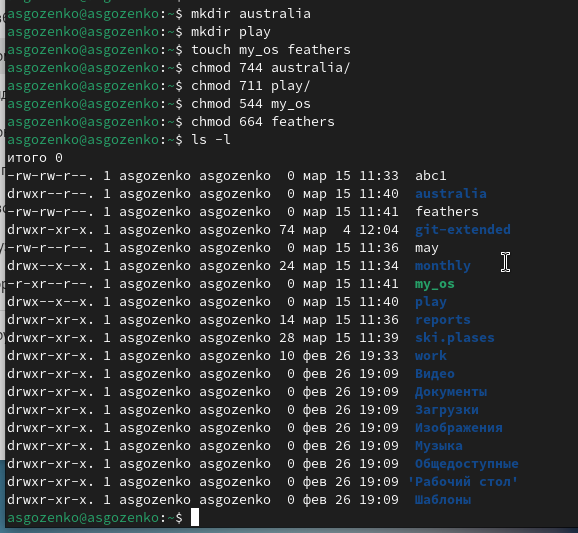 asgozenko@asgozenko:~$ mkdir australia
asgozenko@asgozenko:~$ mkdir play
asgozenko@asgozenko:~$ touch my_os feathers
asgozenko@asgozenko:~$ chmod 744 australia/
asgozenko@asgozenko:~$ chmod 711 play/
asgozenko@asgozenko:~$ chmod 544 my_os
asgozenko@asgozenko:~$ chmod 664 feathers
asgozenko@asgozenko:~$ ls -l
итого 0
-rw-rw-r--. 1 asgozenko asgozenko  0 мар 15 11:33  abc1
drwxr--r--. 1 asgozenko asgozenko  0 мар 15 11:40  australia
-rw-rw-r--. 1 asgozenko asgozenko  0 мар 15 11:41  feathers
drwxr-xr-x. 1 asgozenko asgozenko 74 мар  4 12:04  git-extended
-rw-r--r--. 1 asgozenko asgozenko  0 мар 15 11:36  may
drwx--x--x. 1 asgozenko asgozenko 24 мар 15 11:34  monthly
-r-xr--r--. 1 asgozenko asgozenko  0 мар 15 11:41  my_os
drwx--x--x. 1 asgozenko asgozenko  0 мар 15 11:40  play
drwxr-xr-x. 1 asgozenko asgozenko 14 мар 15 11:36  reports
drwxr-xr-x. 1 asgozenko asgozenko 28 мар 15 11:39  ski.plases
drwxr-xr-x. 1 asgozenko asgozenko 10 фев 26 19:33  work
drwxr-xr-x. 1 asgozenko asgozenko  0 фев 26 19:09  Видео
drwxr-xr-x. 1 asgozenko asgozenko  0 фев 26 19:09  Документы
drwxr-xr-x. 1 asgozenko asgozenko  0 фев 26 19:09  Загрузки
drwxr-xr-x. 1 asgozenko asgozenko  0 фев 26 19:09  Изображения
drwxr-xr-x. 1 asgozenko asgozenko  0 фев 26 19:09  Музыка
drwxr-xr-x. 1 asgozenko asgozenko  0 фев 26 19:09  Общедоступные
drwxr-xr-x. 1 asgozenko asgozenko  0 фев 26 19:09 'Рабочий стол'
drwxr-xr-x. 1 asgozenko asgozenko  0 фев 26 19:09  Шаблоны
asgozenko@asgozenko:~$